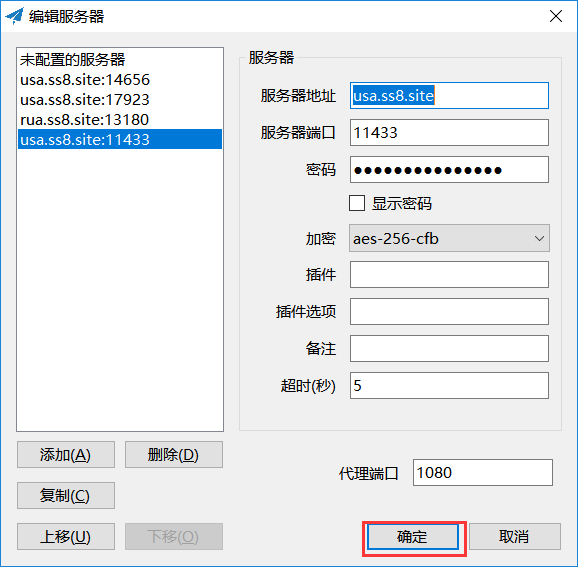 编辑服务器
未配置的服务器
usa.ss8.site:14656
usa.ss8.site:17923
rua.ss8.site:13180
usa.ss8.site:11433
服务器
服务器地址 usa.ss8.site
服务器端口 11433
密码 ●●●●●●●●●●●●●●●
显示密码
加密 aes-256-cfb
插件
插件选项
备注
超时(秒) 5
添加(A) 删除(D)
代理端口 1080
复制(C)
上移(U) 下移(O) 确定 取消